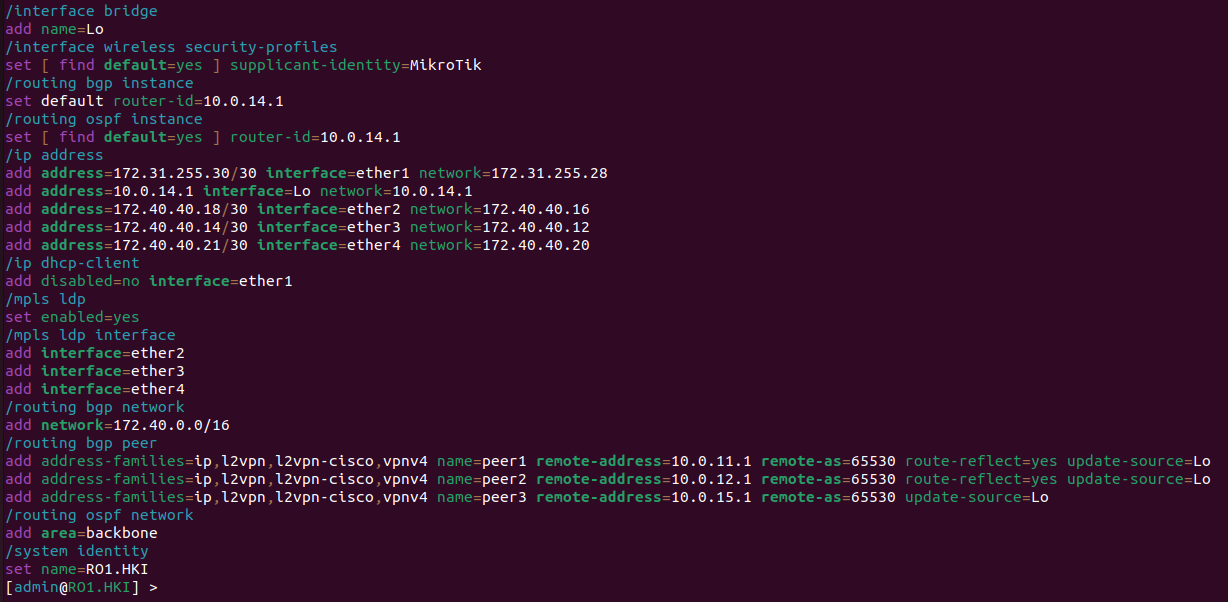 /interface bridge
add name=Lo
/interface wireless security-profiles
set [ find default=yes ] supplicant-identity=MikroTik
/routing bgp instance
set default router-id=10.0.14.1
/routing ospf instance
set [ find default=yes ] router-id=10.0.14.1
/ip address
add address=172.31.255.30/30 interface=ether1 network=172.31.255.28
add address=10.0.14.1 interface=Lo network=10.0.14.1
add address=172.40.40.18/30 interface=ether2 network=172.40.40.16
add address=172.40.40.14/30 interface=ether3 network=172.40.40.12
add address=172.40.40.21/30 interface=ether4 network=172.40.40.20
/ip dhcp-client
add disabled=no interface=ether1
/mpls ldp
set enabled=yes
/mpls ldp interface
add interface=ether2
add interface=ether3
add interface=ether4
/routing bgp network
add network=172.40.0.0/16
/routing bgp peer
add address-families=ip,l2vpn,l2vpn-cisco,vpnv4 name=peer1 remote-address=10.0.11.1 remote-as=65530 route-reflect=yes update-source=Lo
add address-families=ip,l2vpn,l2vpn-cisco,vpnv4 name=peer2 remote-address=10.0.12.1 remote-as=65530 route-reflect=yes update-source=Lo
add address-families=ip,l2vpn,l2vpn-cisco,vpnv4 name=peer3 remote-address=10.0.15.1 remote-as=65530 update-source=Lo
/routing ospf network
add area=backbone
/system identity
set name=RO1.HKI
[admin@RO1.HKI] >